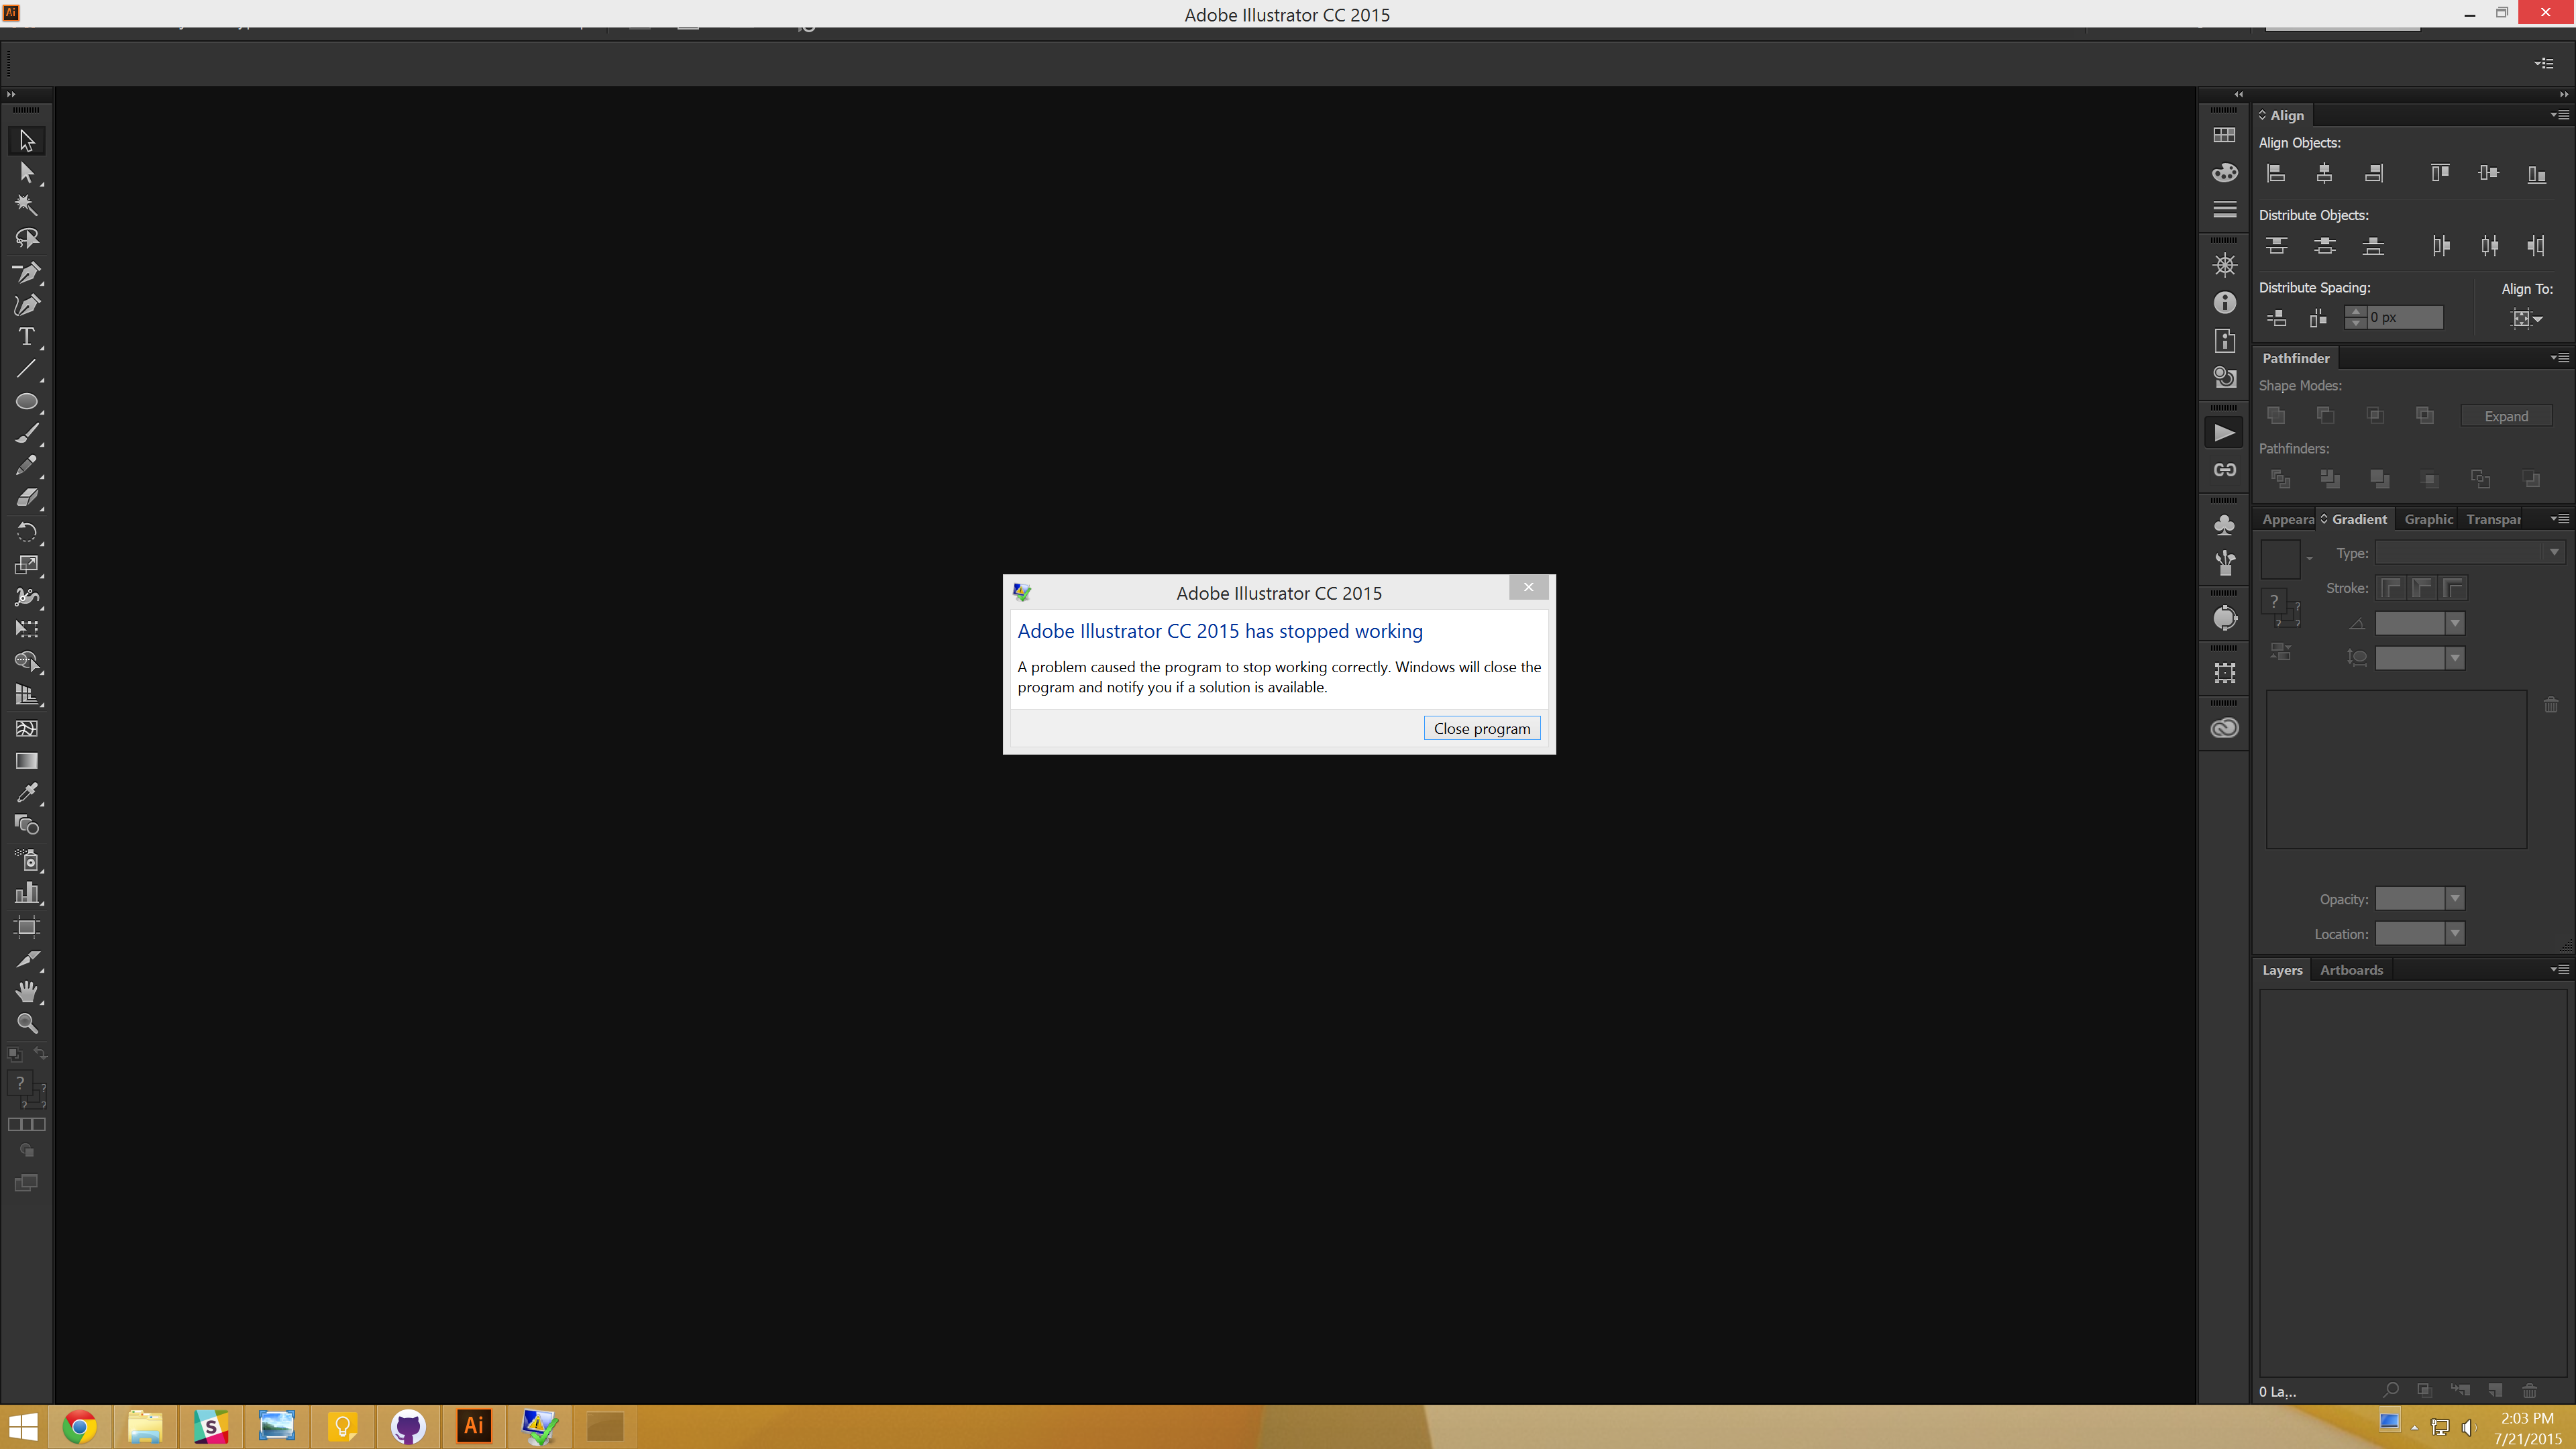 Ai
Adobe Illustrator CC 2015
Align
Align Objects:
Distribute Objects:
Distribute Spacing:
Align To:
0 px
Pathfinder
Shape Modes:
Expand
Pathfinders:
Appeara
Gradient
Graphic
Transpar
Type:
Stroke:
?
?
? ?
Opacity:
Location:
Layers
Artboards
0 La...
T
?
?
? ?
Adobe Illustrator CC 2015
Adobe Illustrator CC 2015 has stopped working
A problem caused the program to stop working correctly. Windows will close the
program and notify you if a solution is available.
Close program
S
Ai
2:03 PM
7/21/2015